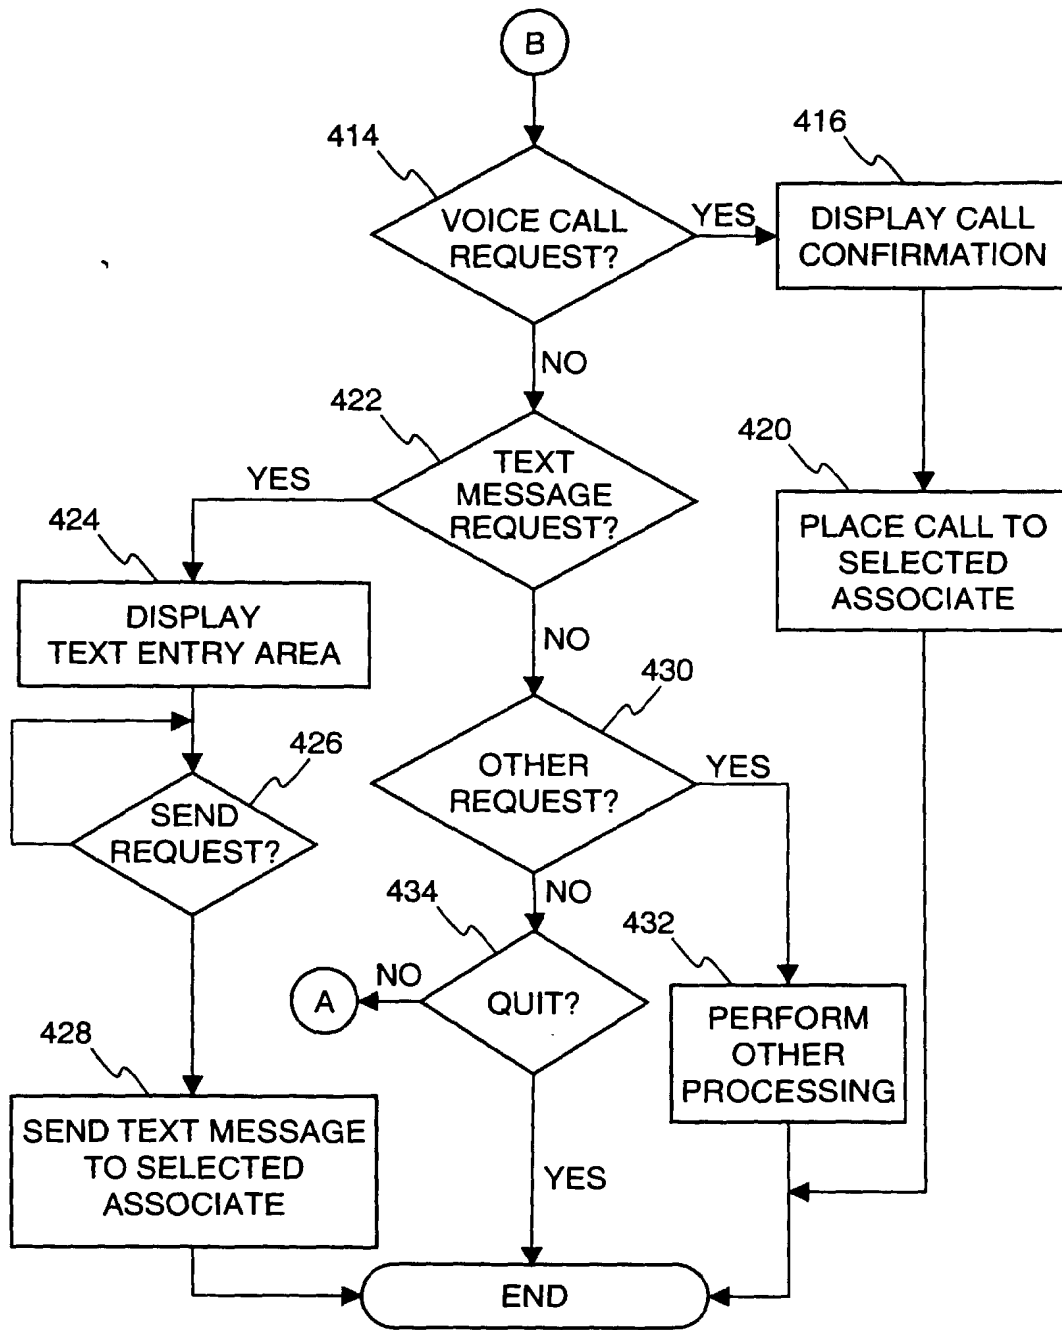 B
414
416
VOICE CALL
REQUEST?
YES
DISPLAY CALL
CONFIRMATION
NO
422
TEXT
MESSAGE
REQUEST?
YES
420
PLACE CALL TO
SELECTED
ASSOCIATE
424
DISPLAY
TEXT ENTRY AREA
NO
430
OTHER
REQUEST?
YES
426
SEND
REQUEST?
NO
434
QUIT?
NO
A
432
PERFORM
OTHER
PROCESSING
428
SEND TEXT MESSAGE
TO SELECTED
ASSOCIATE
YES
END